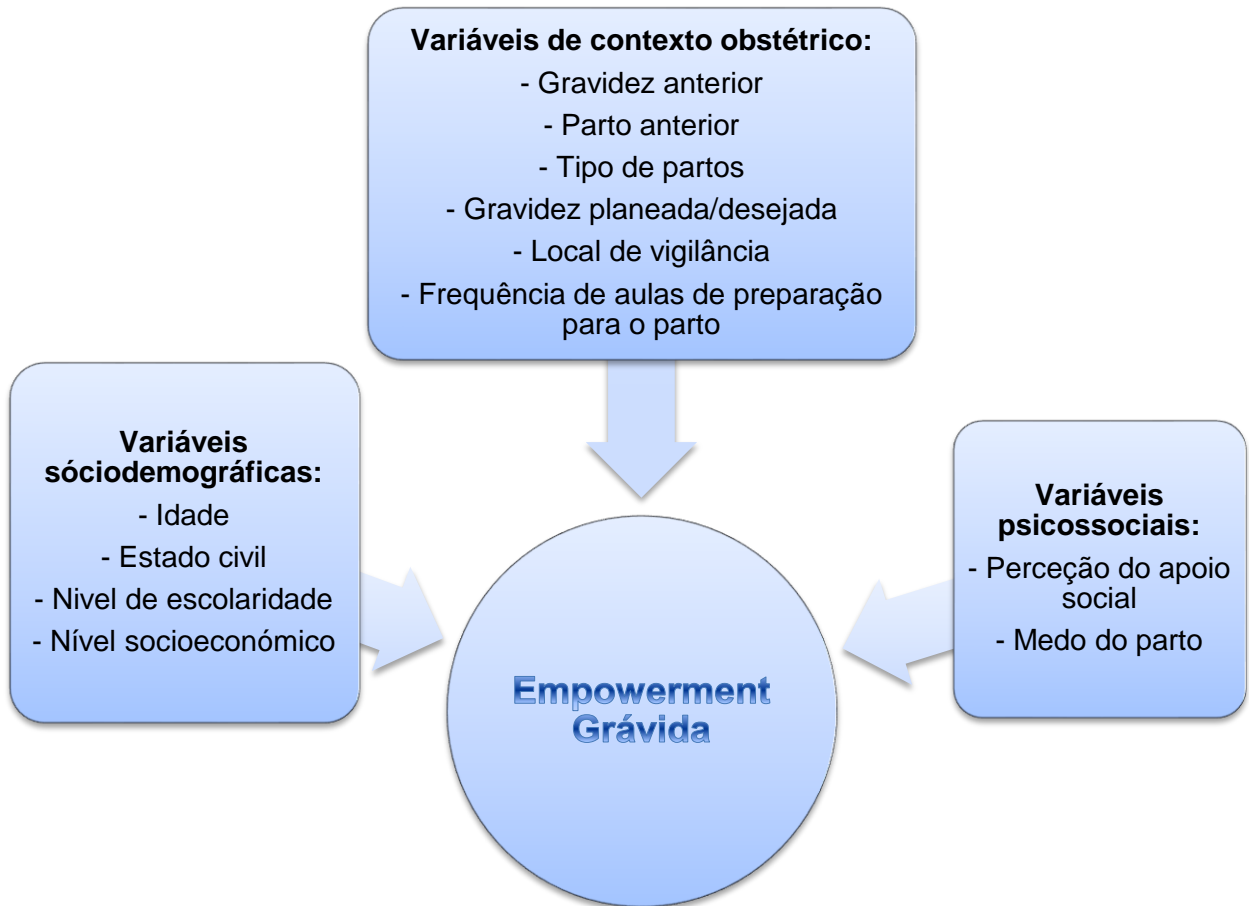 Variáveis de contexto obstétrico:
- Gravidez anterior
- Parto anterior
- Tipo de partos
- Gravidez planeada/desejada
- Local de vigilância
- Frequência de aulas de preparação
para o parto
Variáveis
sóciodemográficas:
- Idade
- Estado civil
- Nivel de escolaridade
- Nível socioeconómico
Variáveis
psicossociais:
- Perceção do apoio
social
- Medo do parto
Empowerment
Grávida